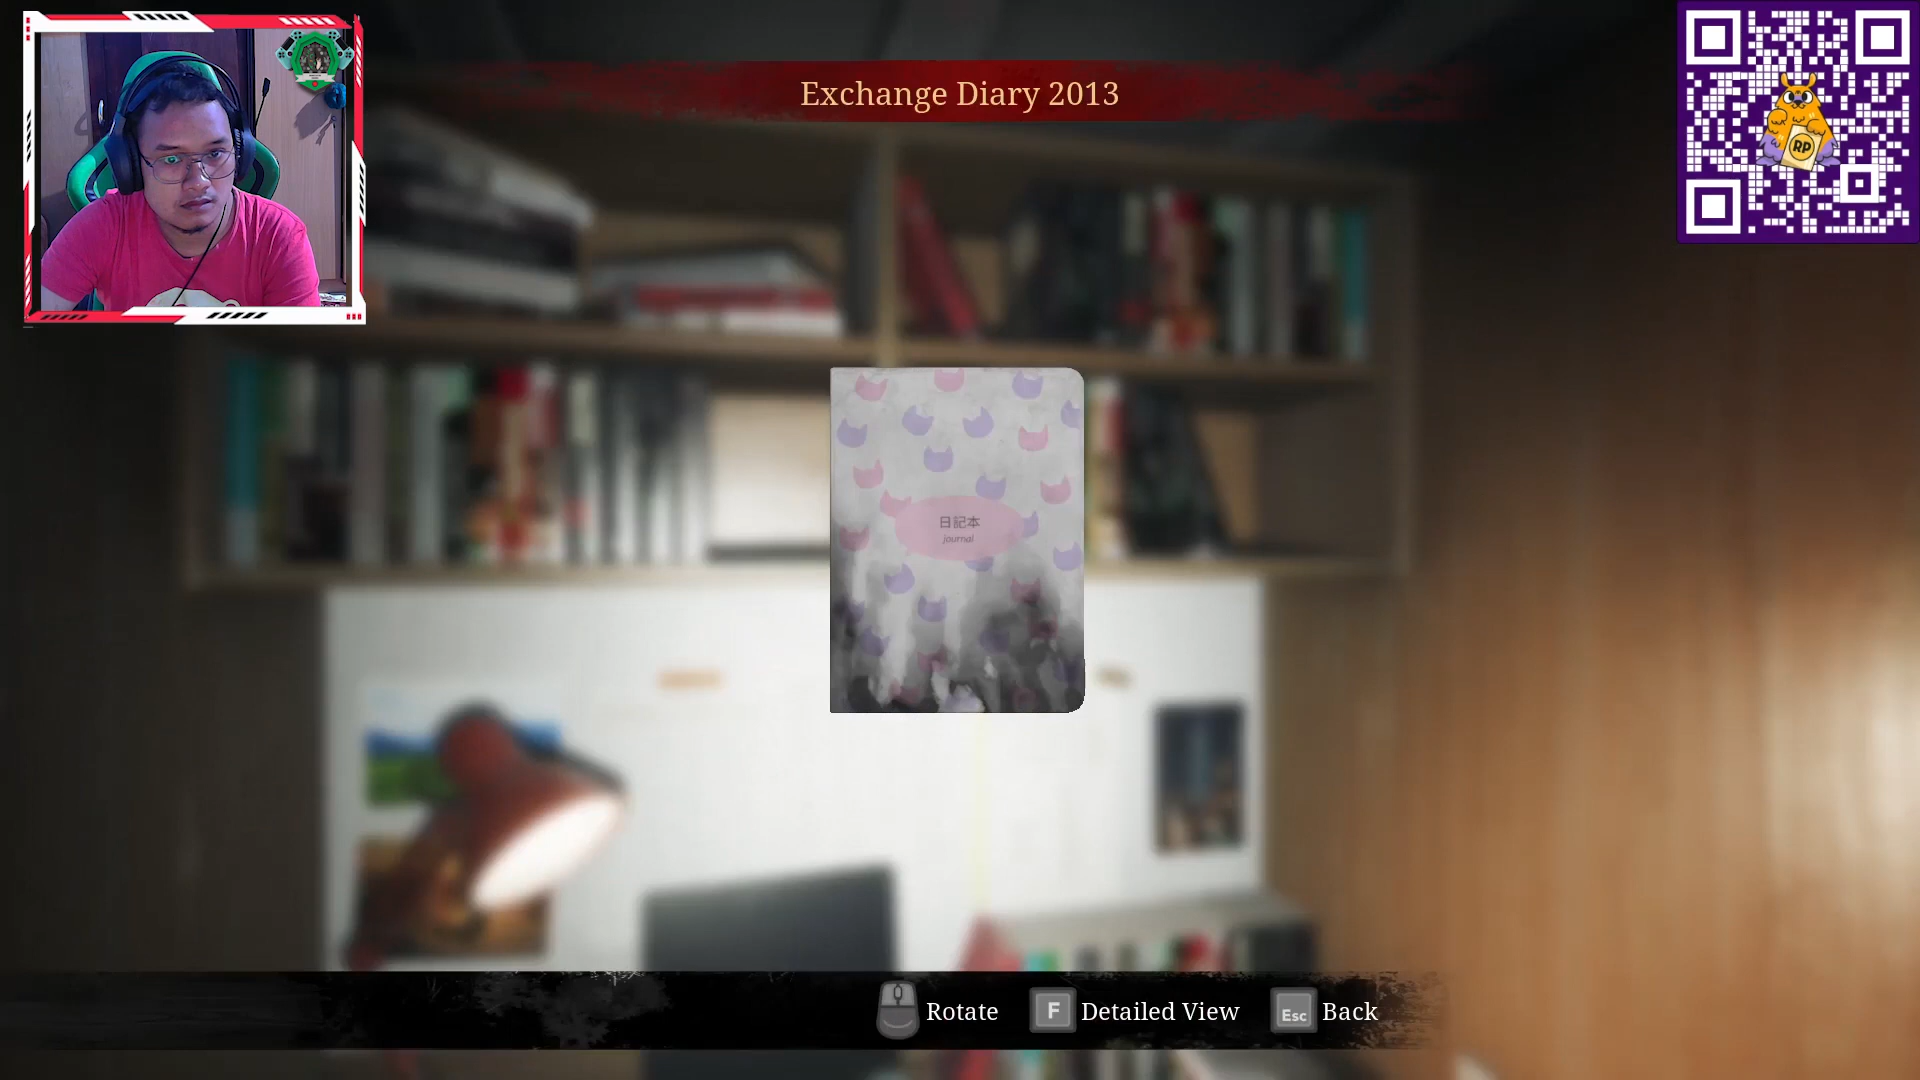 Exchange Diary 2013
RP
日記本
journal
Rotate
F Detailed View
Esc Back